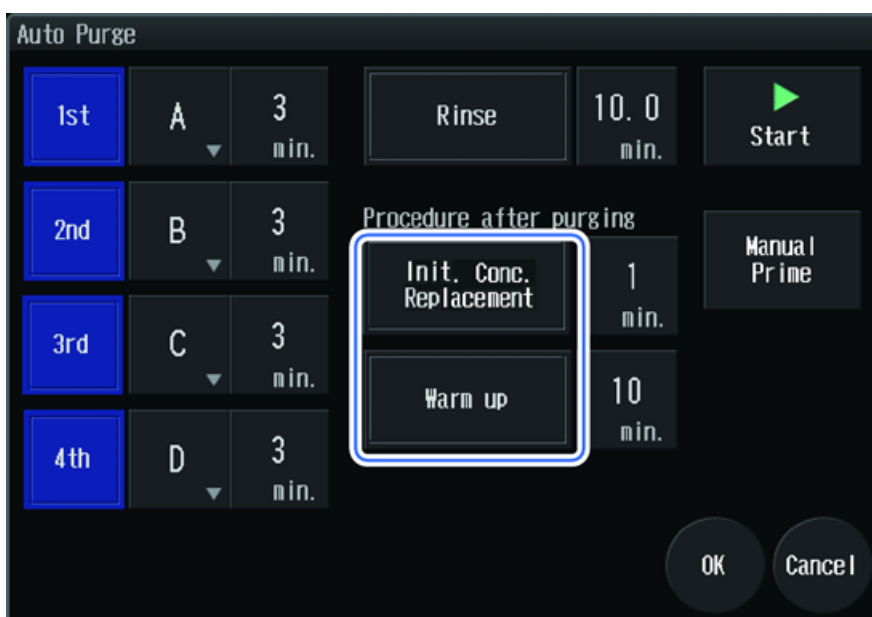 Auto Purge
1st
A
3
min.
Rinse
10.0
min.
Start
2nd
B
3
min.
Procedure after purging
Init. Conc.
Replacement
1
min.
Manual
Prime
3rd
C
3
min.
Warm up
10
min.
4th
D
3
min.
OK
Cancel